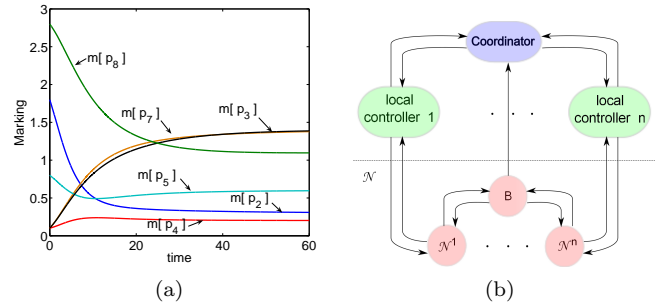 3
2.5
2
1.5
1
0.5
0
Marking
0 20 40 60
time
m[ p8 ]
m[ p7 ]
m[ p3 ]
m[ p5 ]
m[ p2 ]
m[ p4 ]
(a)
Coordinator
local
controller 1
. . .
local
controller n
𝒩
B
𝒩¹
. . .
𝒩ⁿ
(b)